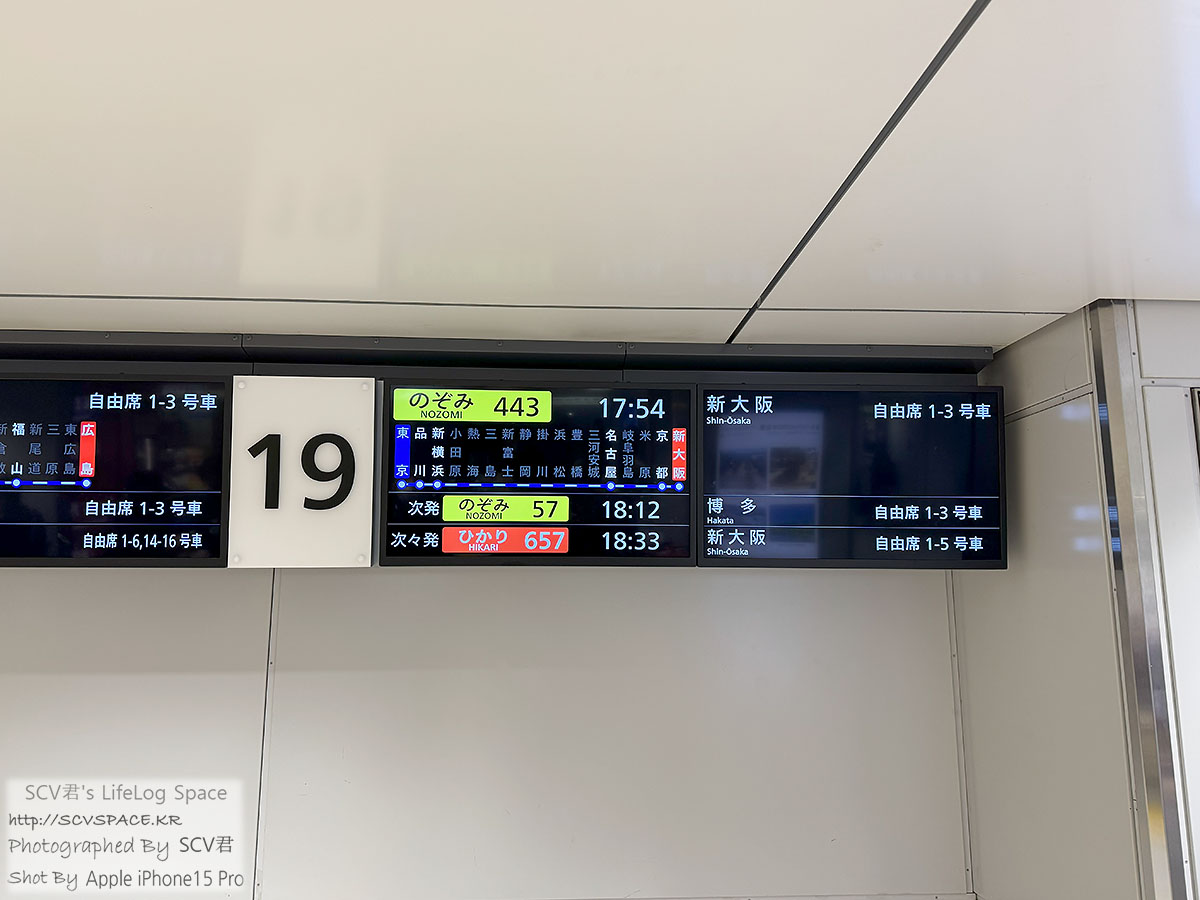 自由席 1-3 号車
福 新 三 東 広
倉 尾 広
山 道 原 島 島
自由席 1-3 号車
自由席 1-6,14-16 号車
19
のぞみ 443 17:54
NOZOMI
東京 品川 新横浜 小田原 熱海 三島 新富士 静岡 掛川 浜松 豊橋 三河安城 名古屋 岐阜羽島 米原 京都 新大阪
次発 のぞみ 57 18:12
NOZOMI
次々発 ひかり 657 18:33
HIKARI
新大阪 自由席 1-3 号車
Shin-Ōsaka
博多 自由席 1-3 号車
Hakata
新大阪 自由席 1-5 号車
Shin-Ōsaka
SCV君's LifeLog Space
http://SCVSPACE.KR
Photographed By SCV君
Shot By Apple iPhone15 Pro